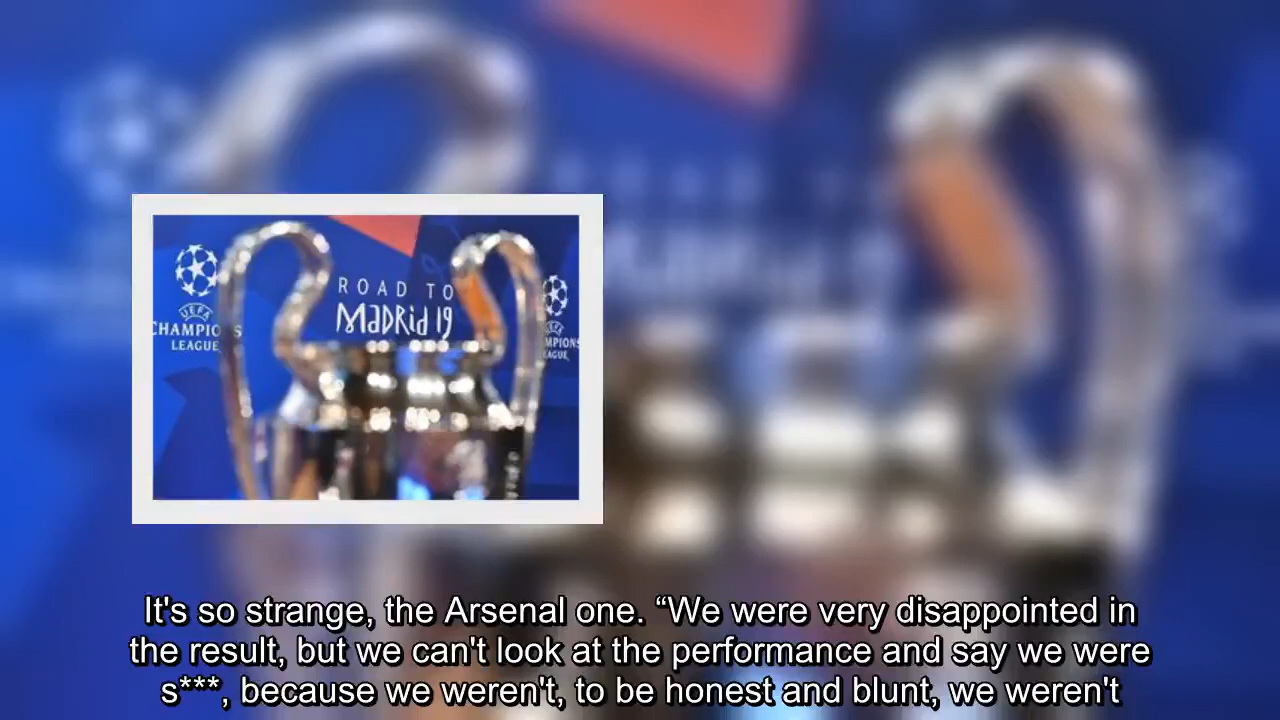 UEFA
CHAMPIONS
LEAGUE
ROAD TO
Madrid 19
CHAMPIONS
LEAGUE
It's so strange, the Arsenal one. “We were very disappointed in
the result, but we can't look at the performance and say we were
s***, because we weren't, to be honest and blunt, we weren't